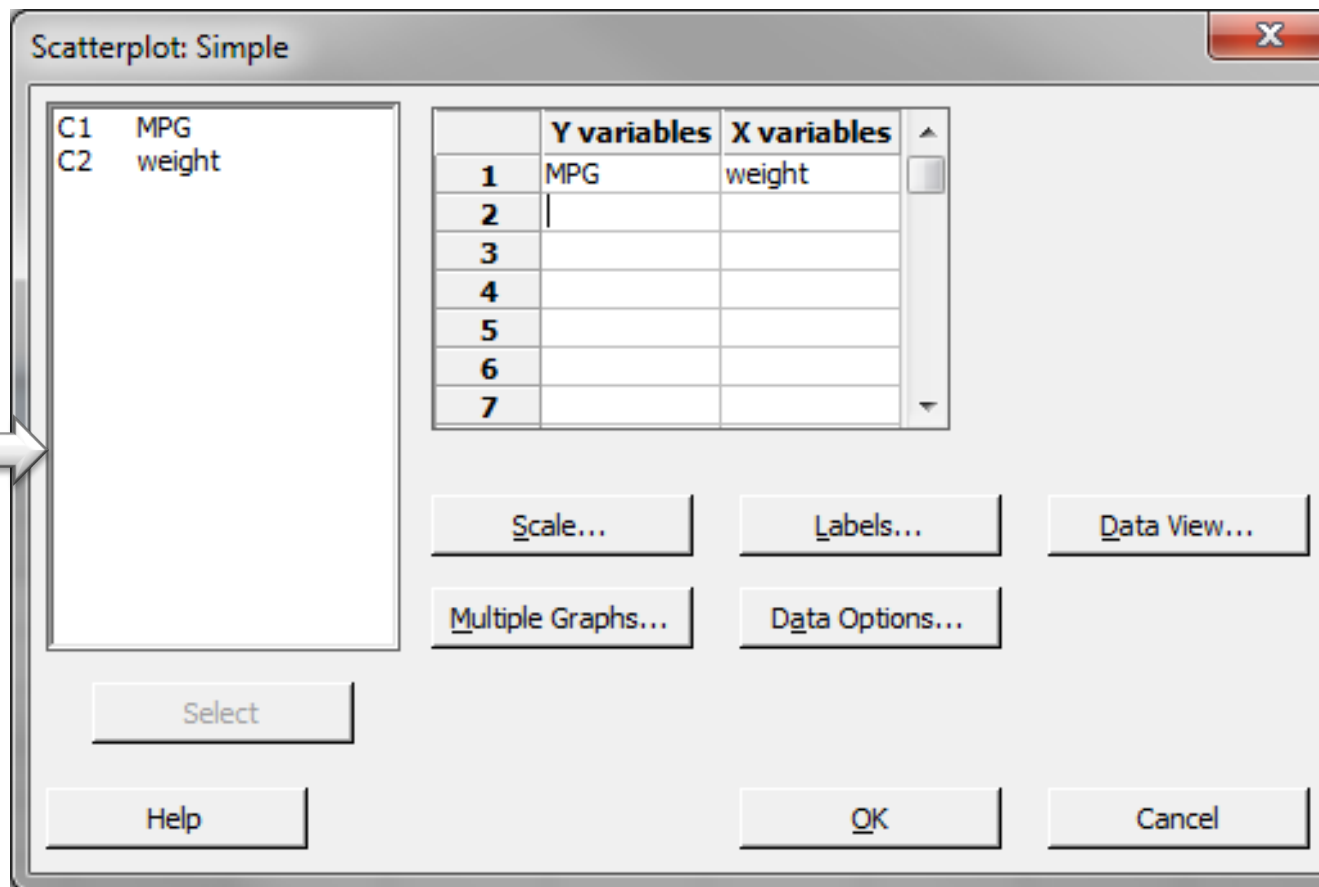 Scatterplot: Simple
C1 MPG
C2 weight
Y variables X variables
1 MPG weight
2
3
4
5
6
7
Scale... Labels... Data View...
Multiple Graphs... Data Options...
Select
Help OK Cancel